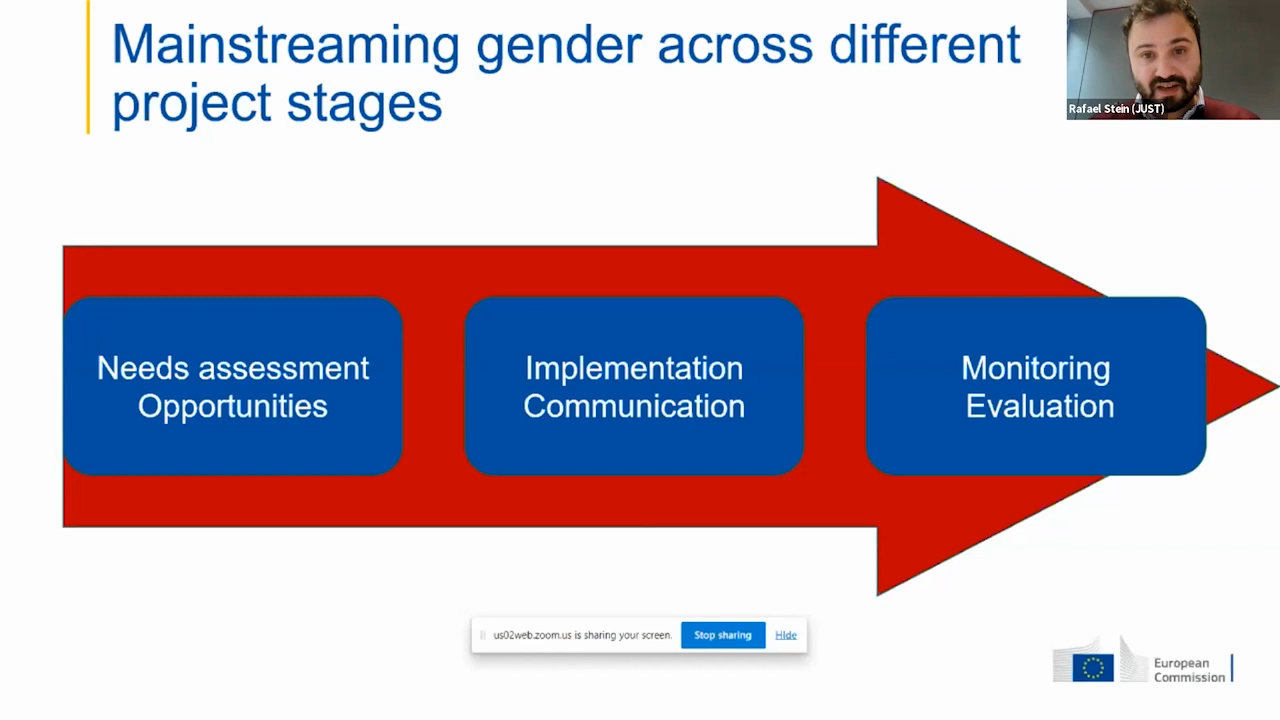 Mainstreaming gender across different
project stages
Rafael Stein (JUST)
Needs assessment
Opportunities
Implementation
Communication
Monitoring
Evaluation
us02web.zoom.us is sharing your screen.
Stop sharing
Hide
European
Commission